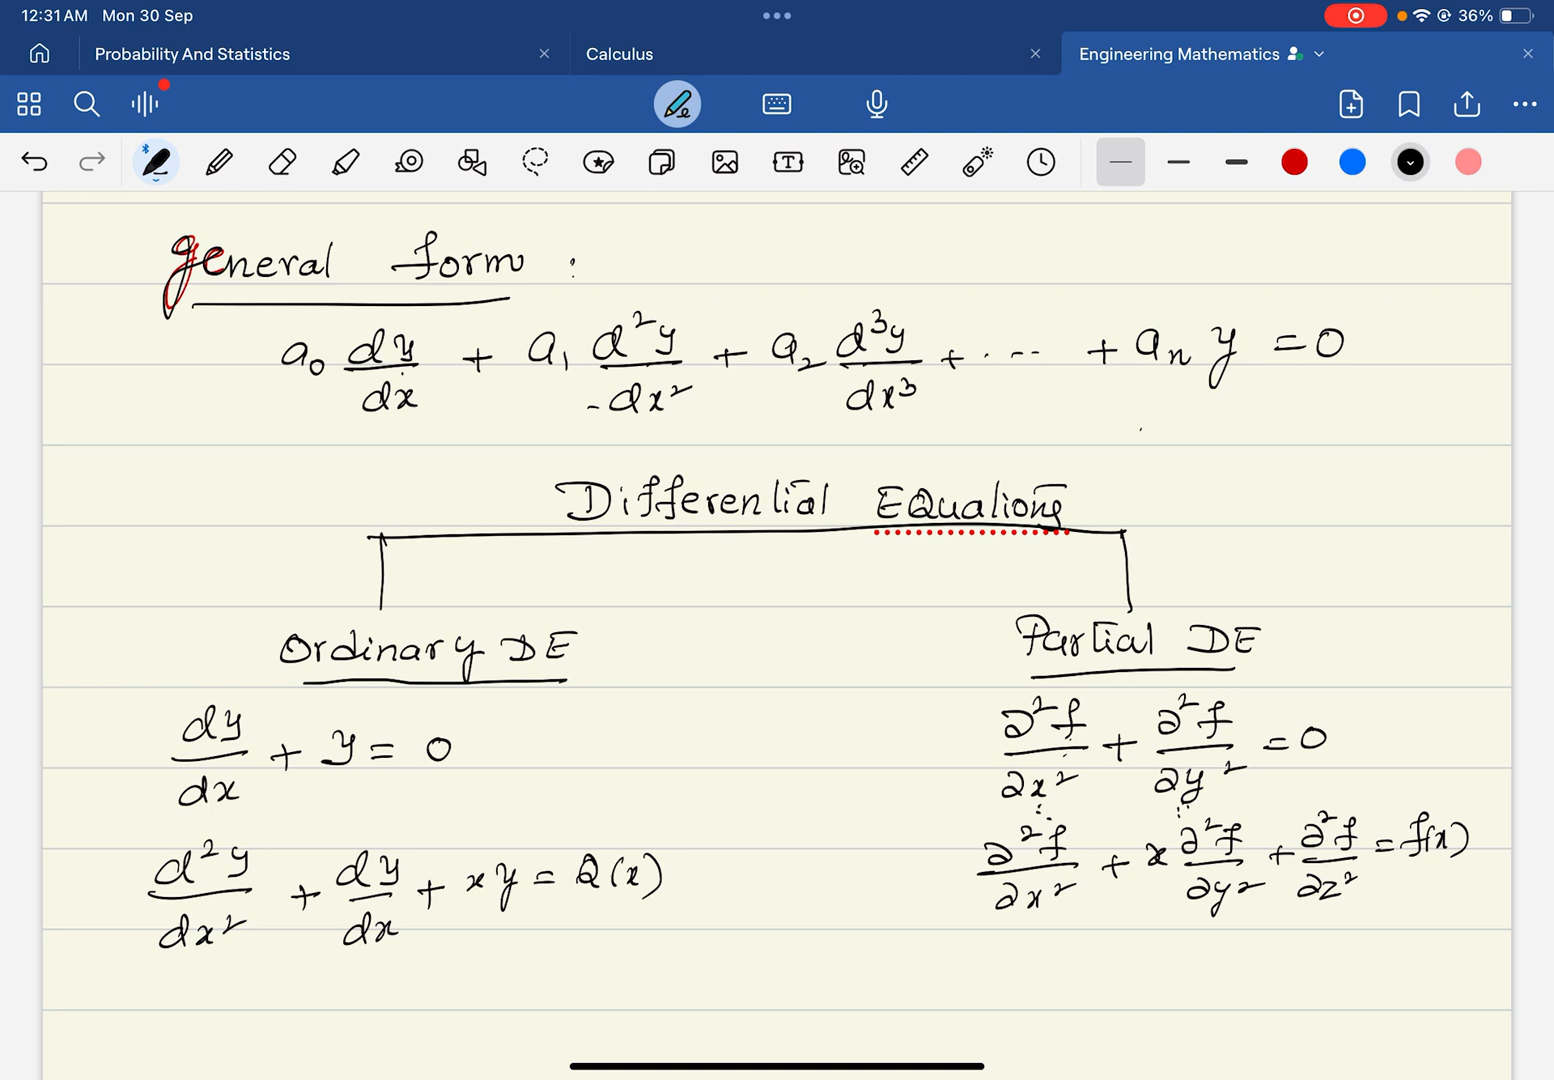 12:31 AM Mon 30 Sep 36%
Probability And Statistics Calculus Engineering Mathematics
general form :
a₀ dy/dx + a₁ d²y/dx² + a₂ d³y/dx³ + ... + aₙ y = 0
Differential EQuations
Ordinary DE Partial DE
dy/dx + y = 0 ∂²f/∂x² + ∂²f/∂y² = 0
d²y/dx² + dy/dx + xy = Q(x) ∂²f/∂x² + x ∂²f/∂y² + ∂²f/∂z² = f(x)